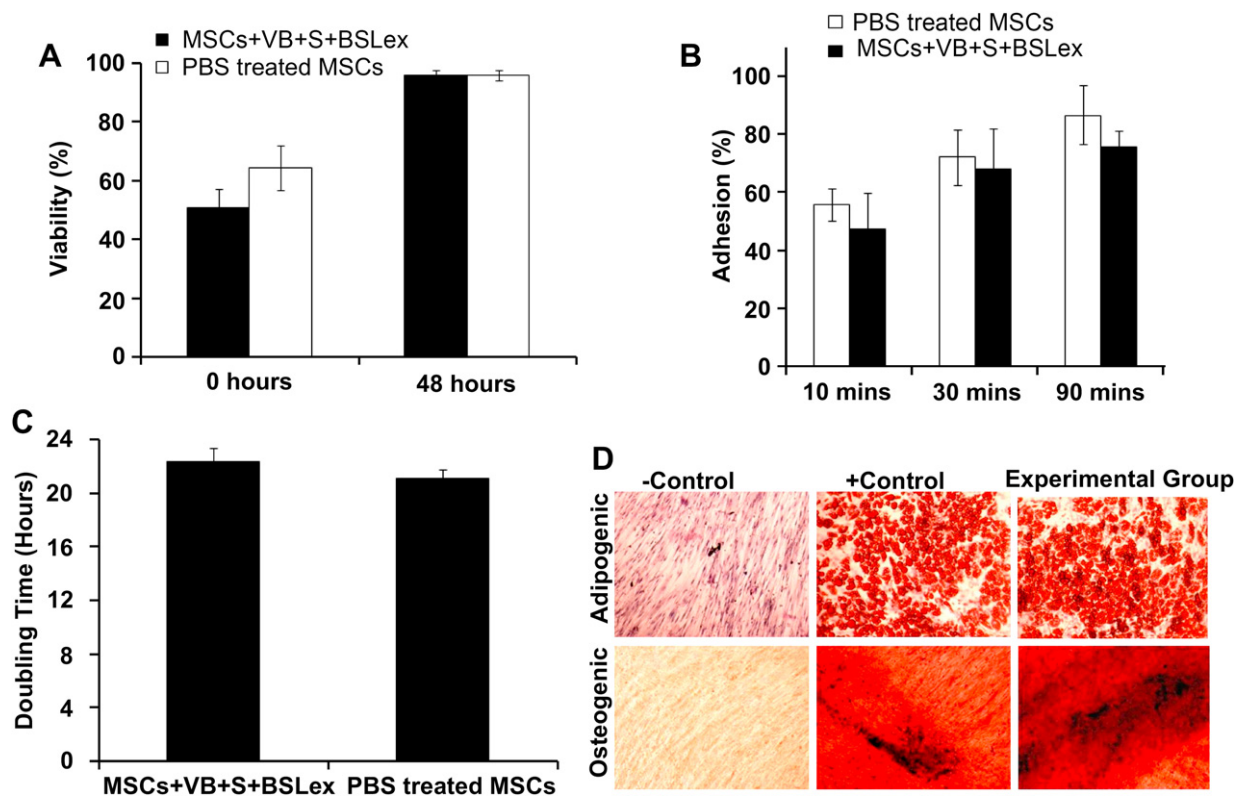 A
MSCs+VB+S+BSLex
PBS treated MSCs
Viability (%)
100
80
60
40
20
0
0 hours
48 hours
B
PBS treated MSCs
MSCs+VB+S+BSLex
Adhesion (%)
100
80
60
40
20
0
10 mins
30 mins
90 mins
C
Doubling Time (Hours)
24
20
16
12
8
4
0
MSCs+VB+S+BSLex
PBS treated MSCs
D
-Control
+Control
Experimental Group
Adipogenic
Osteogenic